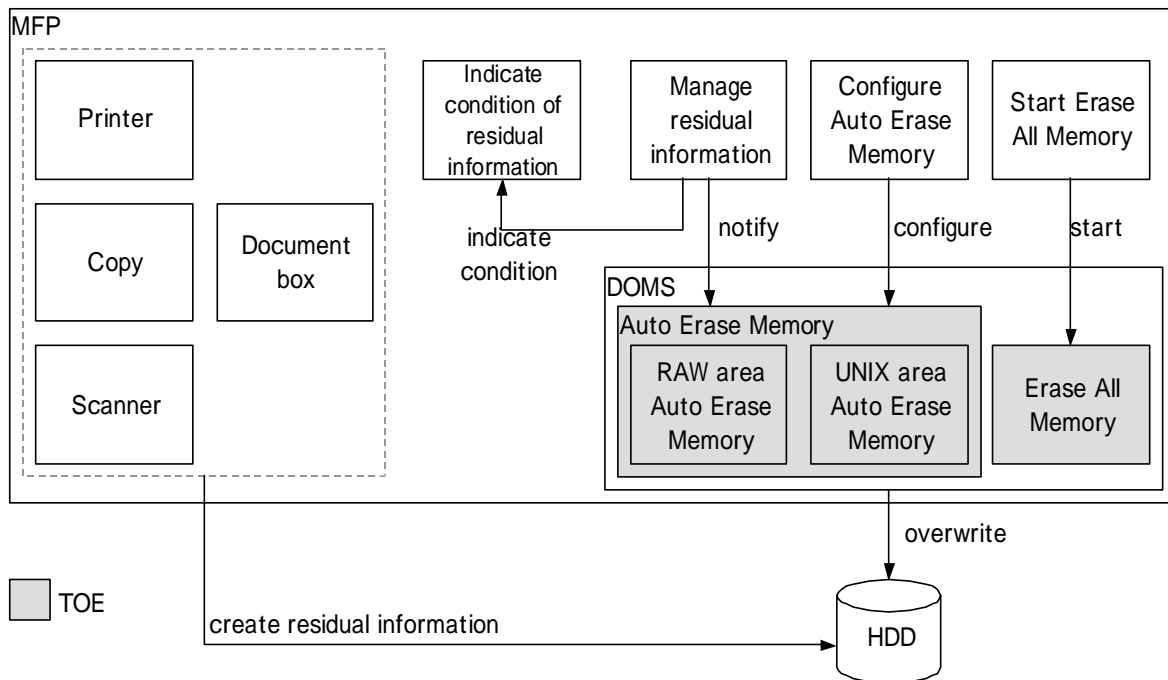 MFP
Printer
Copy
Document
box
Scanner
Indicate
condition of
residual
information
Manage
residual
information
Configure
Auto Erase
Memory
Start Erase
All Memory
indicate
condition
notify
configure
start
DOMS
Auto Erase Memory
RAW area
Auto Erase
Memory
UNIX area
Auto Erase
Memory
Erase All
Memory
overwrite
TOE
create residual information
HDD